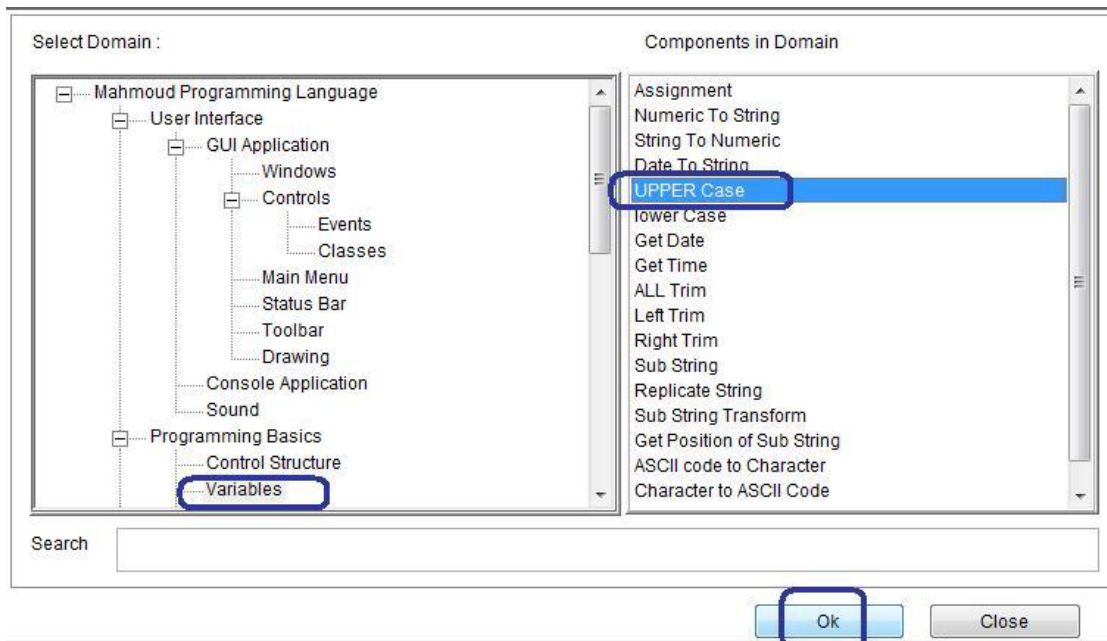 Select Domain :
Components in Domain
Mahmoud Programming Language
User Interface
GUI Application
Windows
Controls
Events
Classes
Main Menu
Status Bar
Toolbar
Drawing
Console Application
Sound
Programming Basics
Control Structure
Variables
Assignment
Numeric To String
String To Numeric
Date To String
UPPER Case
lower Case
Get Date
Get Time
ALL Trim
Left Trim
Right Trim
Sub String
Replicate String
Sub String Transform
Get Position of Sub String
ASCII code to Character
Character to ASCII Code
Search
Ok
Close